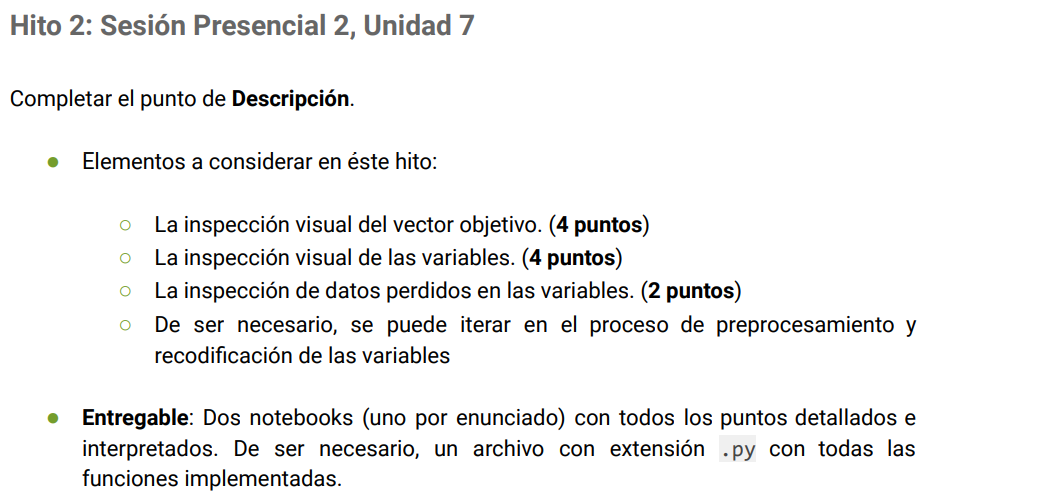 Hito 2: Sesión Presencial 2, Unidad 7
Completar el punto de Descripción.
● Elementos a considerar en éste hito:
○ La inspección visual del vector objetivo. (4 puntos)
○ La inspección visual de las variables. (4 puntos)
○ La inspección de datos perdidos en las variables. (2 puntos)
○ De ser necesario, se puede iterar en el proceso de preprocesamiento y
recodificación de las variables
● Entregable: Dos notebooks (uno por enunciado) con todos los puntos detallados e
interpretados. De ser necesario, un archivo con extensión .py con todas las
funciones implementadas.